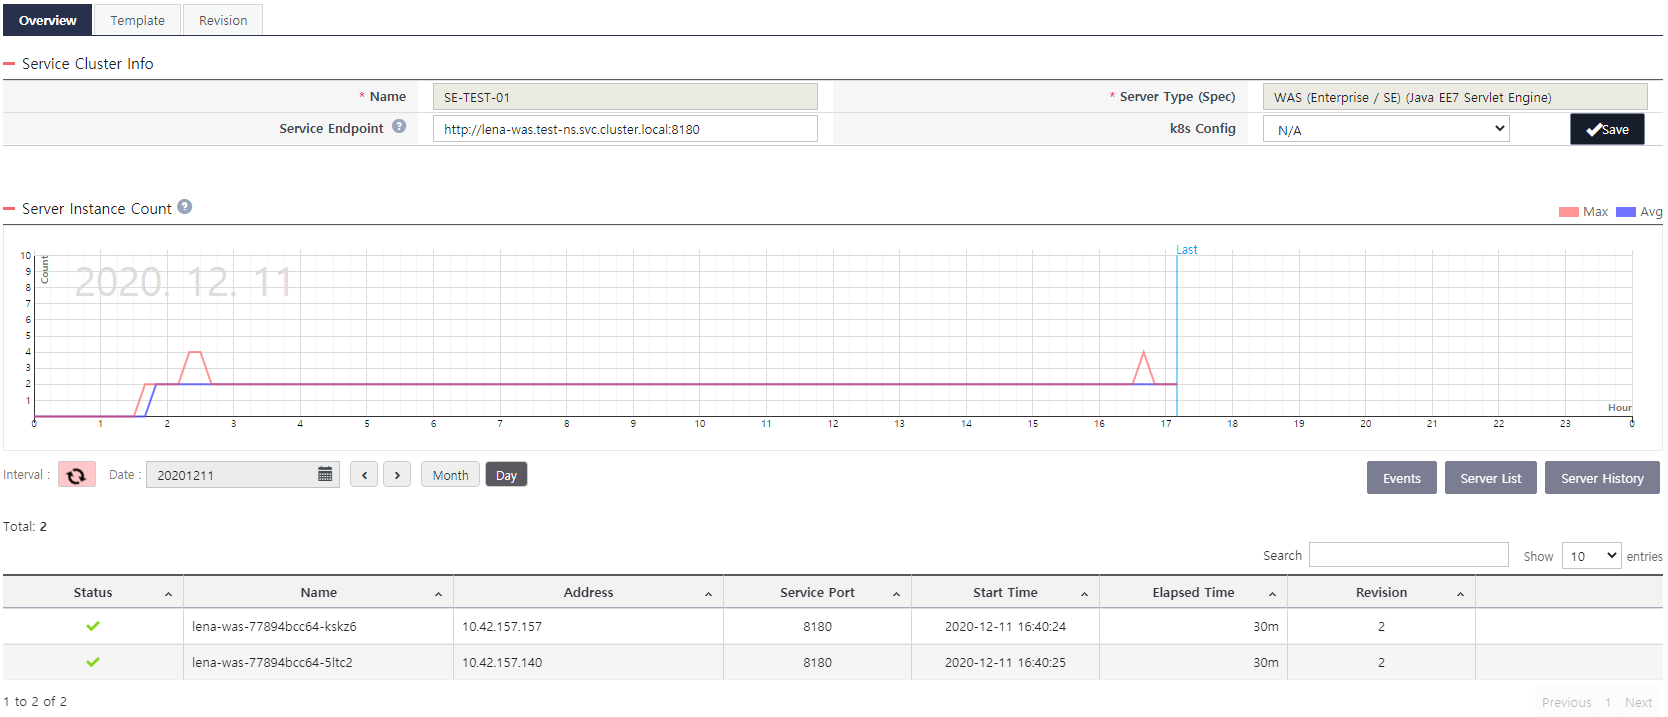 Overview Template Revision
Service Cluster Info
* Name SE-TEST-01 * Server Type (Spec) WAS (Enterprise / SE) (Java EE7 Servlet Engine)
Service Endpoint ? http://lena-was.test-ns.svc.cluster.local:8180 k8s Config N/A Save
Server Instance Count ?
Max Avg
Last
2020. 12. 11
Count
10
9
8
7
6
5
4
3
2
1
Hour
0 1 2 3 4 5 6 7 8 9 10 11 12 13 14 15 16 17 18 19 20 21 22 23 0
Interval : Date : 20201211 < > Month Day Events Server List Server History
Total: 2
Search Show 10 entries
Status Name Address Service Port Start Time Elapsed Time Revision
lena-was-77894bcc64-kskz6 10.42.157.157 8180 2020-12-11 16:40:24 30m 2
lena-was-77894bcc64-5ltc2 10.42.157.140 8180 2020-12-11 16:40:25 30m 2
1 to 2 of 2 Previous 1 Next